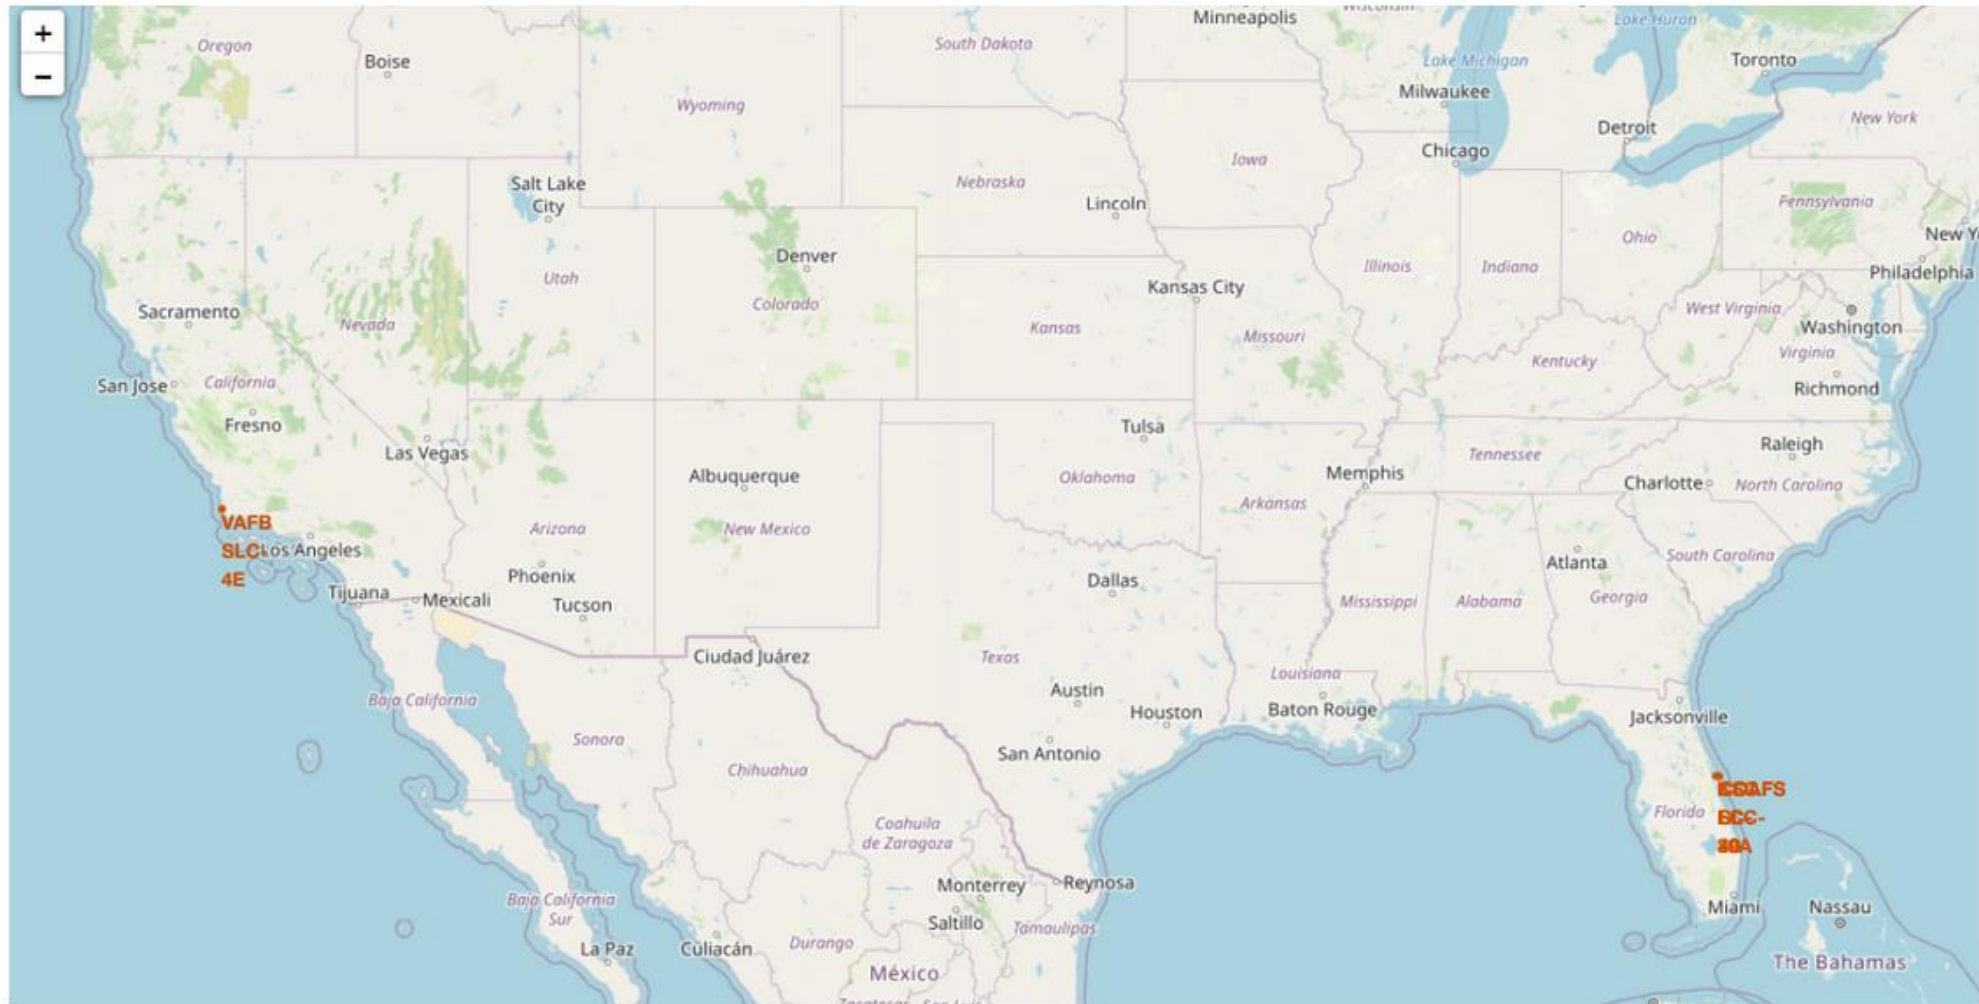 +
−
Oregon
Boise
South Dakota
Minneapolis
Wisconsin
Lake Huron
Lake Michigan
Toronto
Wyoming
Milwaukee
Detroit
New York
Chicago
Iowa
Salt Lake
City
Nebraska
Lincoln
Pennsylvania
New Y
Ohio
Denver
Utah
Illinois
Indiana
Philadelphia
Kansas City
Colorado
Sacramento
Nevada
Kansas
Missouri
West Virginia
Washington
Virginia
Kentucky
San Jose
California
Richmond
Fresno
Las Vegas
Tulsa
Raleigh
Tennessee
Albuquerque
Oklahoma
Memphis
Charlotte
North Carolina
Arkansas
VAFB
SLC-
4E
Los Angeles
Arizona
New Mexico
Atlanta
South Carolina
Phoenix
Dallas
Tijuana
Mexicali
Tucson
Mississippi
Alabama
Georgia
Ciudad Juárez
Texas
Louisiana
Baja California
Austin
Houston
Baton Rouge
Jacksonville
Sonora
San Antonio
Chihuahua
Florida
Coahuila
de Zaragoza
Monterrey
Reynosa
Baja California
Sur
Saltillo
Tamaulipas
Miami
Nassau
La Paz
Culiacán
Durango
México
The Bahamas
Zacatecas
San Luis